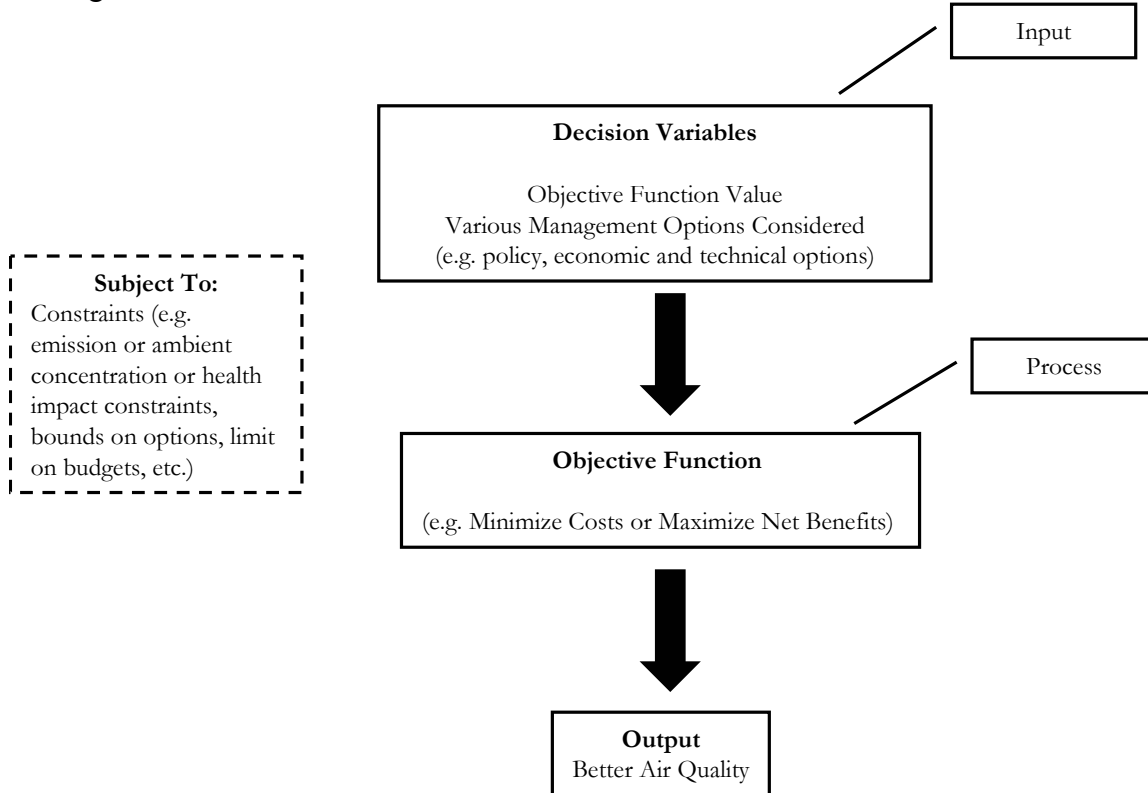 Input
Decision Variables
Objective Function Value
Various Management Options Considered
(e.g. policy, economic and technical options)
Subject To:
Constraints (e.g.
emission or ambient
concentration or health
impact constraints,
bounds on options, limit
on budgets, etc.)
Process
Objective Function
(e.g. Minimize Costs or Maximize Net Benefits)
Output
Better Air Quality